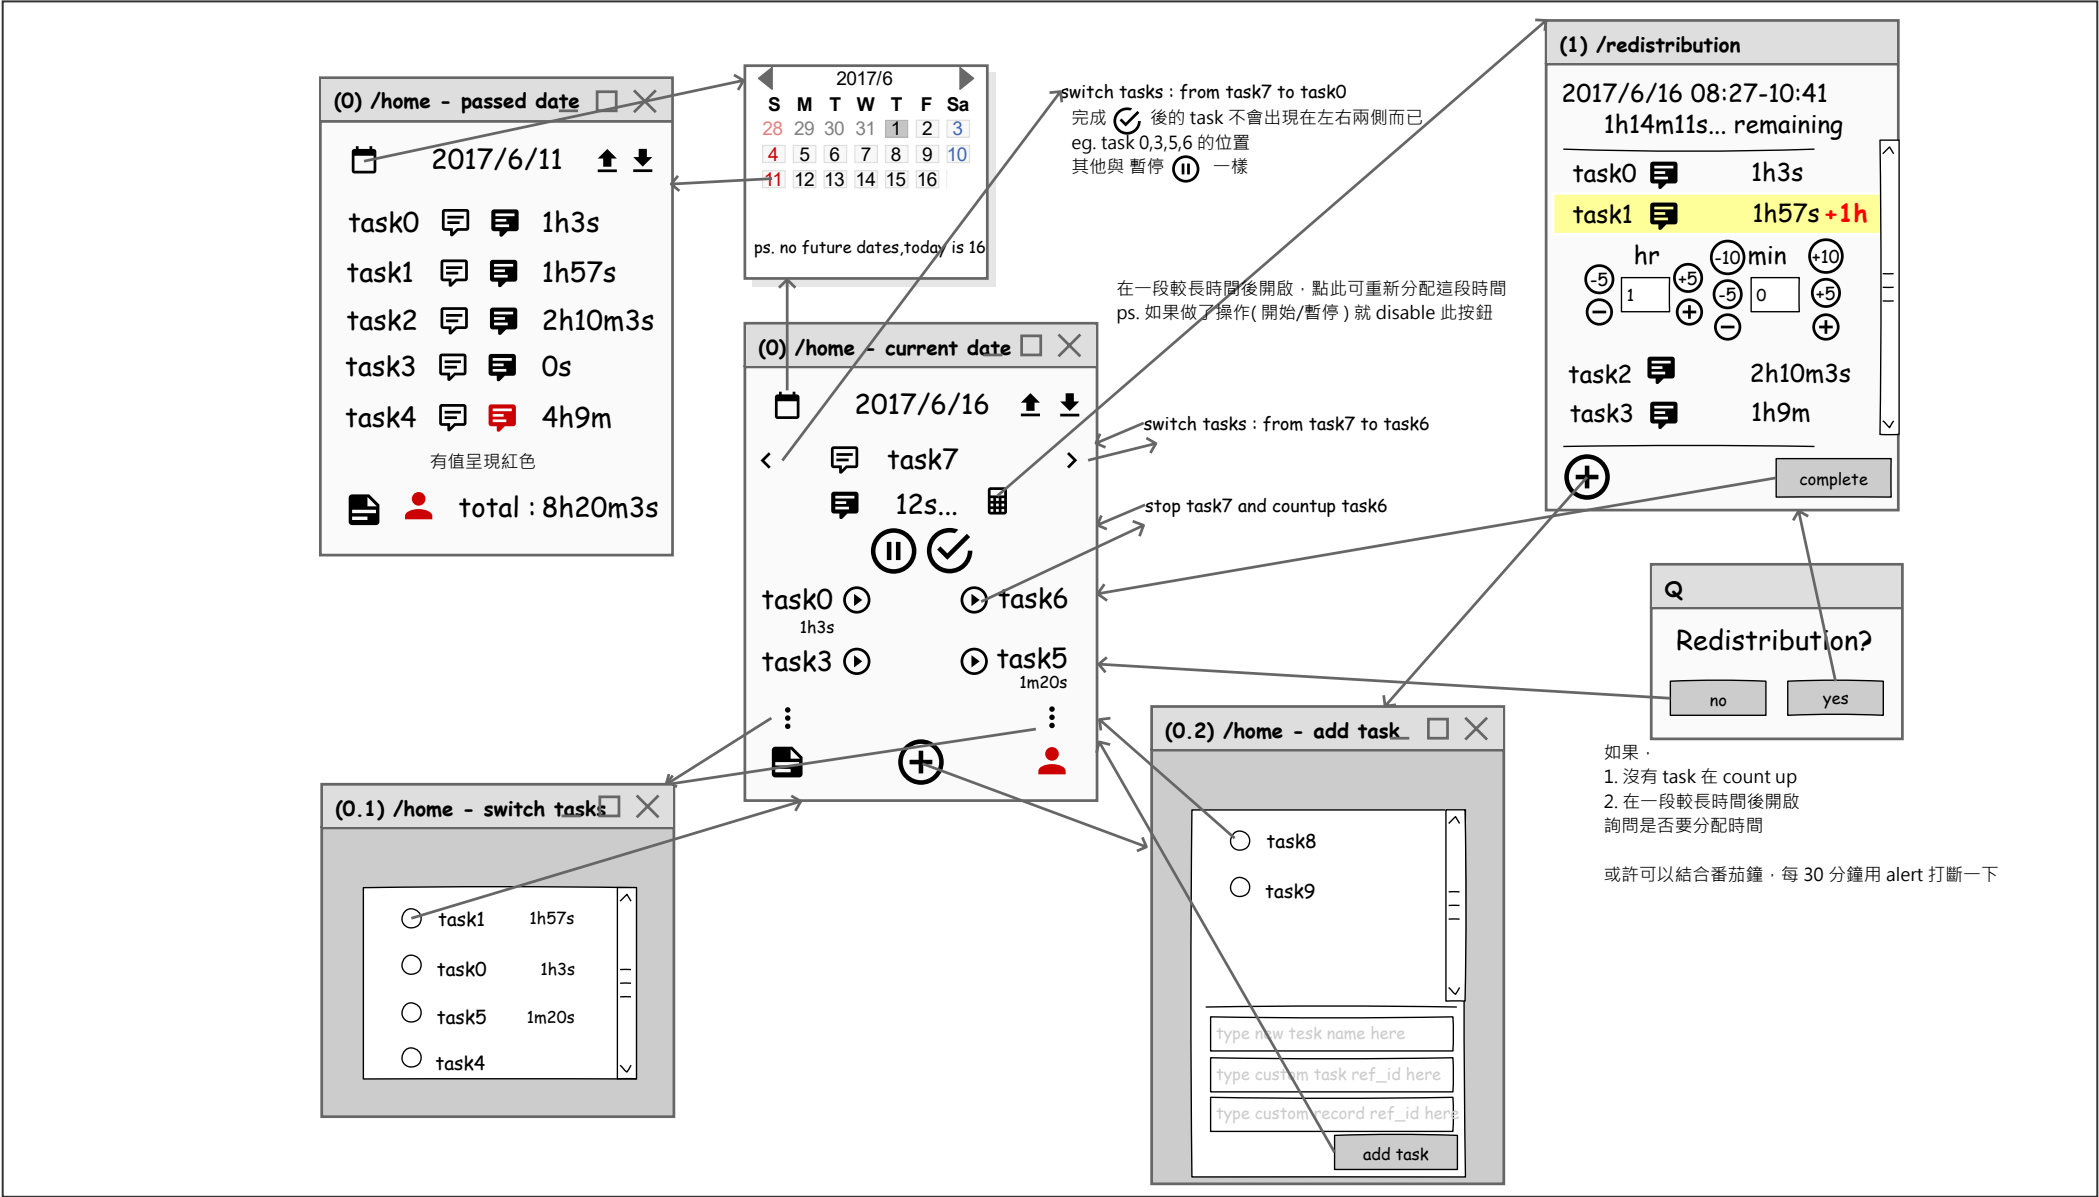 (0) /home - passed date
2017/6/11
task0 1h3s
task1 1h57s
task2 2h10m3s
task3 0s
task4 4h9m
有值呈現紅色
total : 8h20m3s
2017/6
S M T W T F Sa
28 29 30 31 1 2 3
4 5 6 7 8 9 10
11 12 13 14 15 16
ps. no future dates,today is 16
switch tasks : from task7 to task0
完成 後的 task 不會出現在左右兩側而已
eg. task 0,3,5,6 的位置
其他與 暫停 一樣
在一段較長時間後開啟，點此可重新分配這段時間
ps. 如果做了操作( 開始/暫停 ) 就 disable 此按鈕
(0) /home - current date
2017/6/16
< task7 >
12s...
task0 task6
1h3s
task3 task5
1m20s
switch tasks : from task7 to task6
stop task7 and countup task6
(1) /redistribution
2017/6/16 08:27-10:41
1h14m11s... remaining
task0 1h3s
task1 1h57s +1h
hr -10 min +10
-5 +5 -5 +5
1 0
task2 2h10m3s
task3 1h9m
complete
Q
Redistribution?
no yes
如果，
1. 沒有 task 在 count up
2. 在一段較長時間後開啟
詢問是否要分配時間
或許可以結合番茄鐘，每 30 分鐘用 alert 打斷一下
(0.1) /home - switch tasks
task1 1h57s
task0 1h3s
task5 1m20s
task4
(0.2) /home - add task
task8
task9
type new tesk name here
type custom task ref_id here
type custom record ref_id here
add task